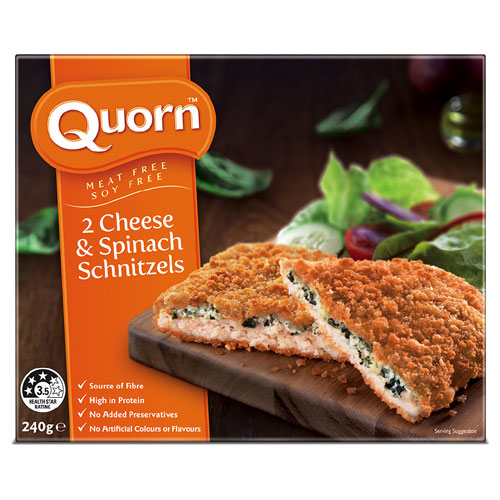 Quorn™
MEAT FREE
SOY FREE
2 Cheese
& Spinach
Schnitzels
✓ Source of Fibre
✓ High in Protein
✓ No Added Preservatives
✓ No Artificial Colours or Flavours
3.5
HEALTH STAR
RATING
240g e
Serving Suggestion